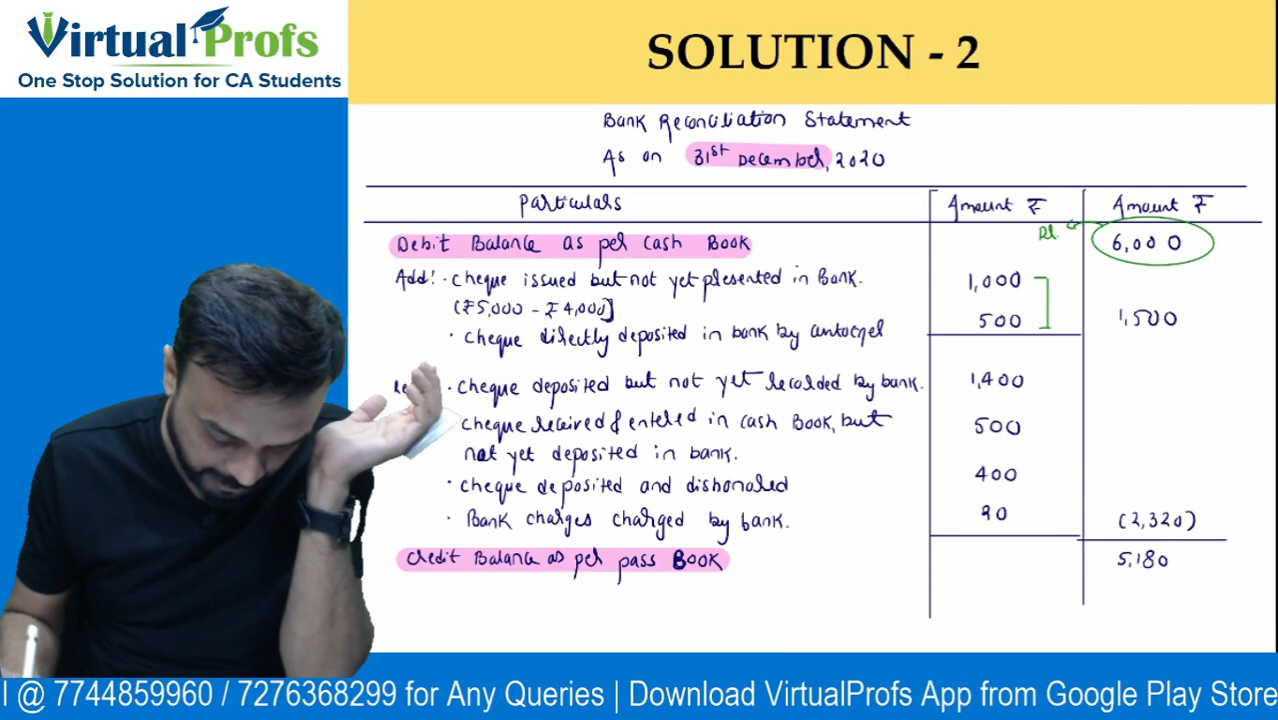 Virtual Profs
One Stop Solution for CA Students
SOLUTION - 2
Bank Reconciliation Statement
As on 31st December, 2020
Particulars Amount ₹ Amount ₹
Debit Balance as per Cash Book 6,000
Add: · cheque issued but not yet presented in Bank. 1,000
(₹5,000 - ₹4,000]
· cheque directly deposited in bank by 500 1,500
· cheque deposited but not yet recorded by bank. 1,400
cheque received & entered in cash Book, but 500
not yet deposited in bank.
· cheque deposited and dishonored 400
· Bank charges charged by bank. 20 (2,320)
Credit Balance as per pass Book 5,180
l @ 7744859960 / 7276368299 for Any Queries | Download VirtualProfs App from Google Play Store